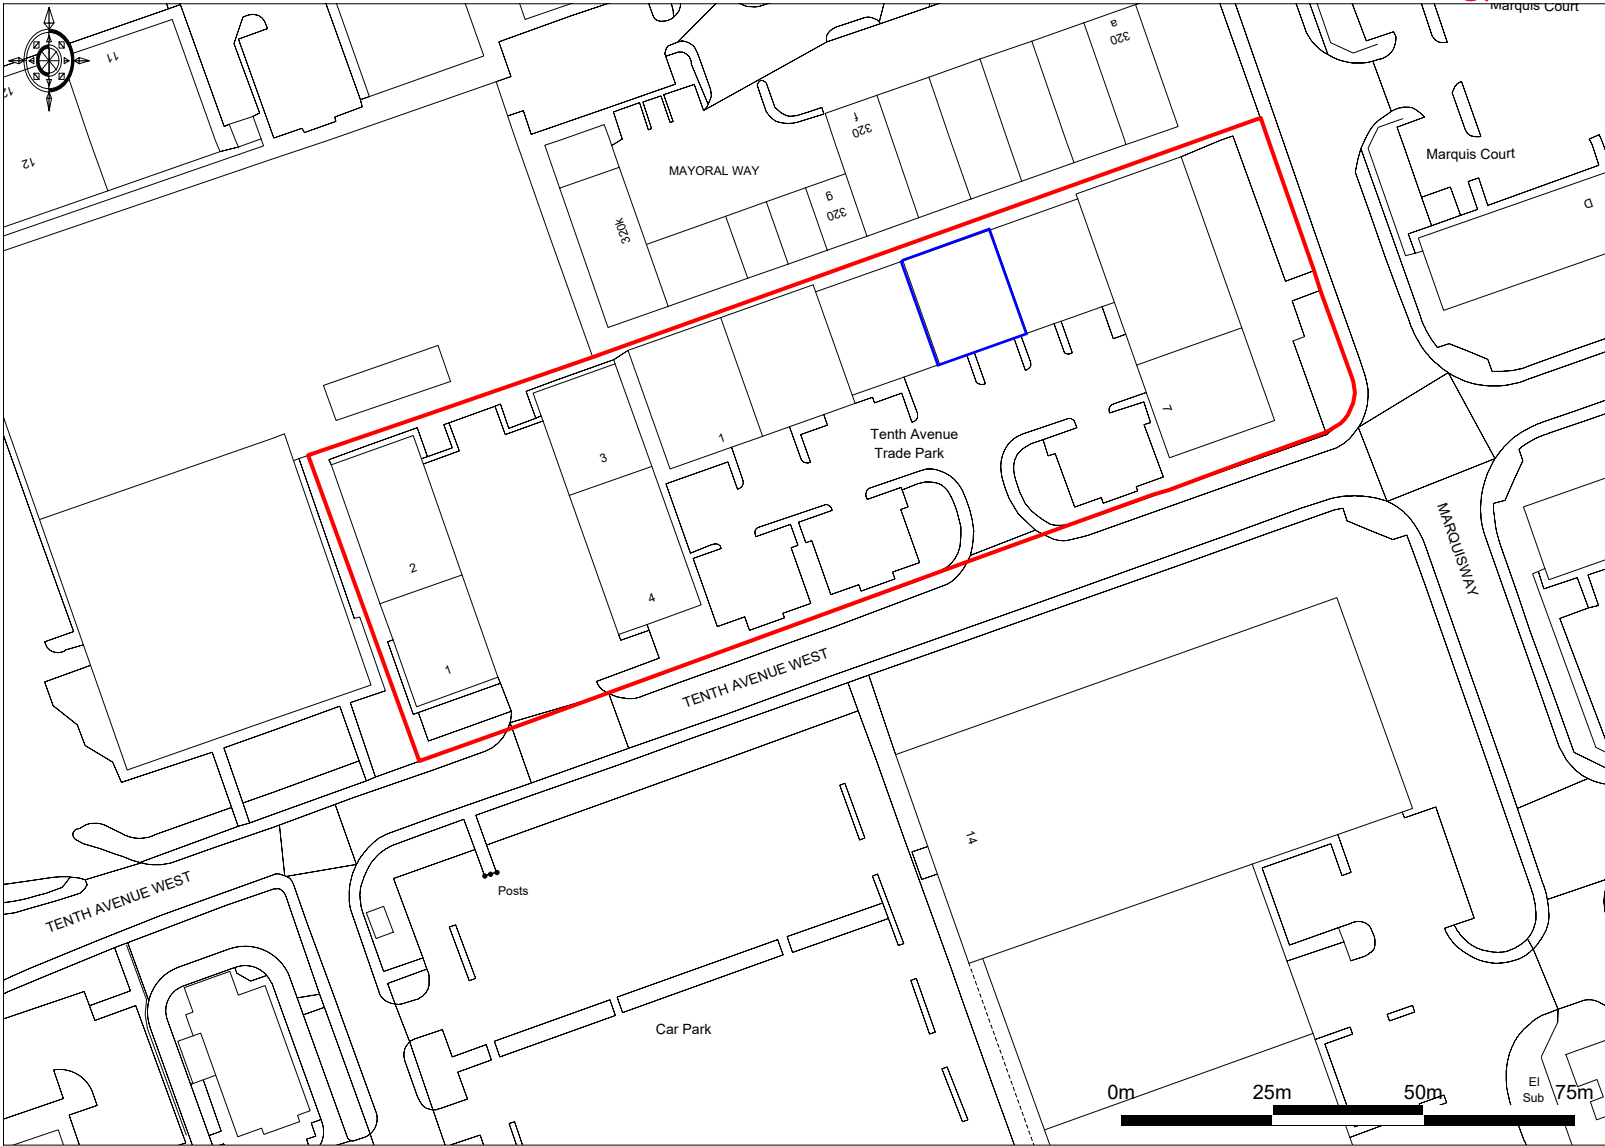 Marquis Court
11
12
12
a
320
f
320
MAYORAL WAY
g
320
320k
Marquis Court
D
Tenth Avenue
Trade Park
1
3
7
2
4
1
MARQUISWAY
TENTH AVENUE WEST
14
Posts
TENTH AVENUE WEST
Car Park
El
Sub
0m 25m 50m 75m